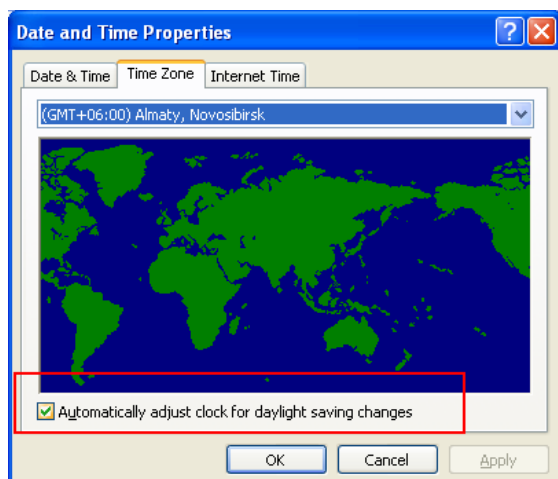 Date and Time Properties
Date & Time Time Zone Internet Time
(GMT+06:00) Almaty, Novosibirsk
Automatically adjust clock for daylight saving changes
OK Cancel Apply